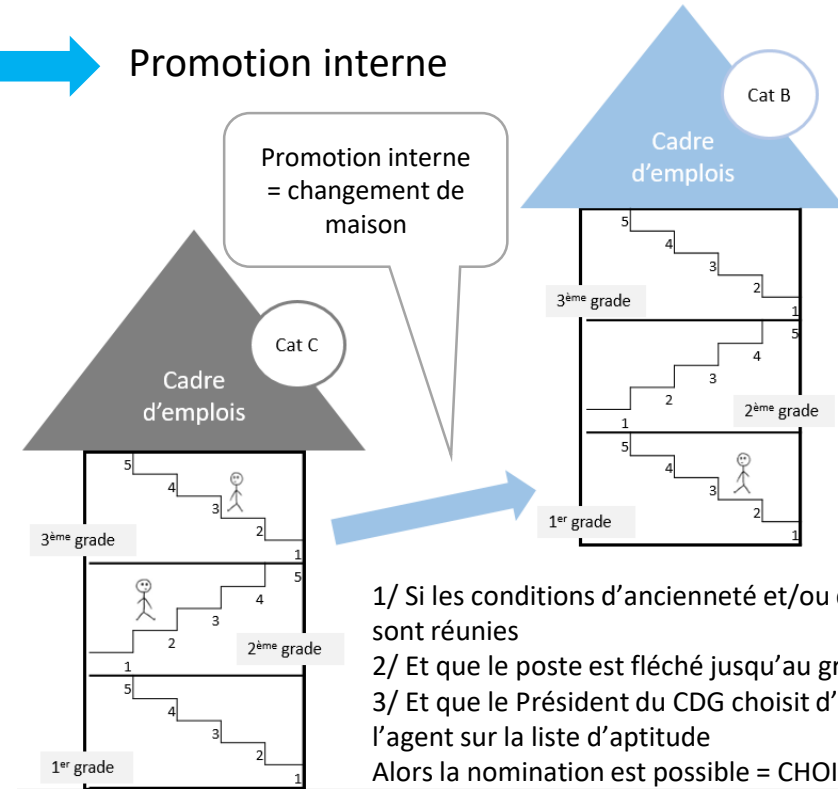 Promotion interne
Promotion interne
= changement de
maison
Cat B
Cadre
d'emplois
5
4
3
2
1
3ème grade
5
4
3
2
1
2ème grade
5
4
3
2
1
1er grade
Cat C
Cadre
d'emplois
5
4
3
2
1
3ème grade
5
4
3
2
1
2ème grade
5
4
3
2
1
1er grade
1/ Si les conditions d'ancienneté et/ou
sont réunies
2/ Et que le poste est fléché jusqu'au
3/ Et que le Président du CDG choisit
l'agent sur la liste d'aptitude
Alors la nomination est possible =